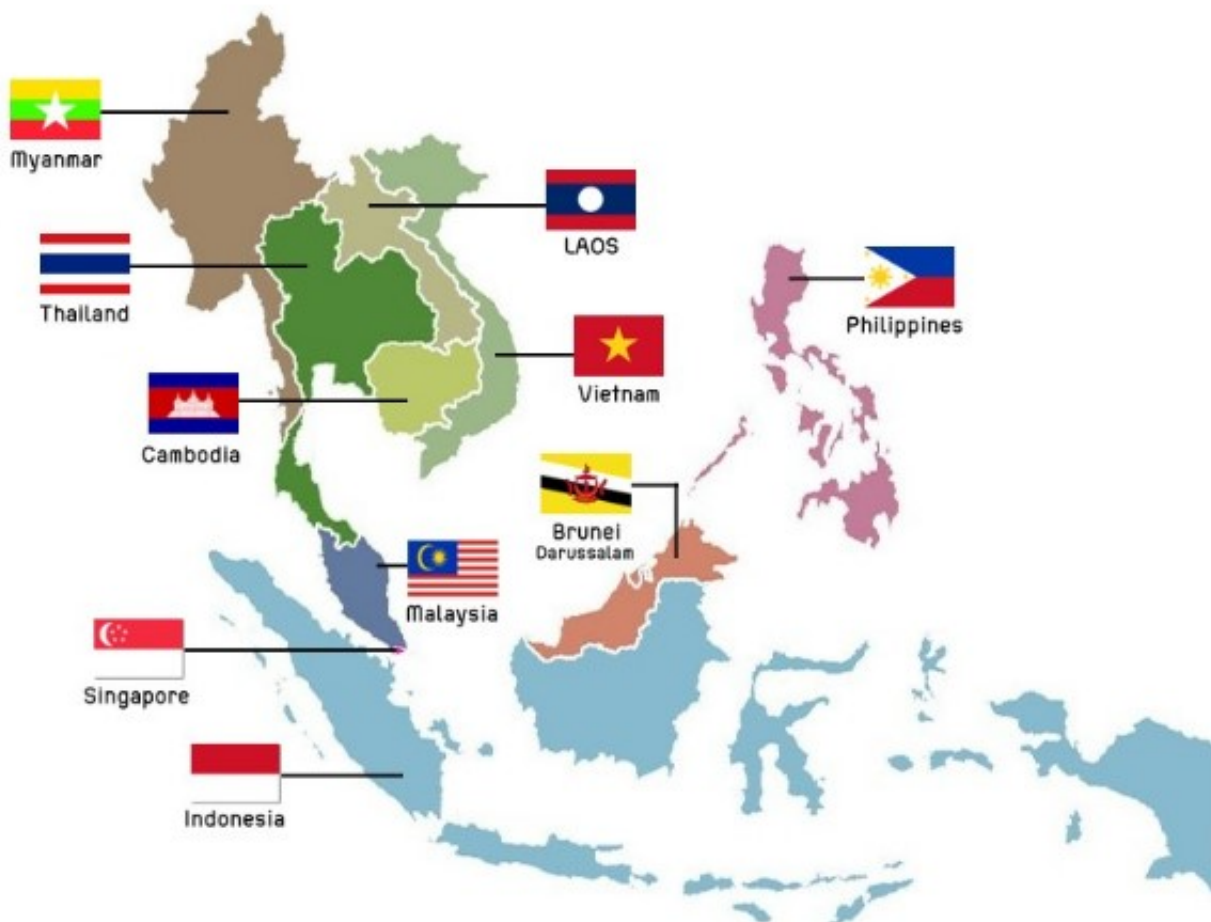 Myanmar
LAOS
Thailand
Philippines
Vietnam
Cambodia
Brunei
Darussalam
Malaysia
Singapore
Indonesia